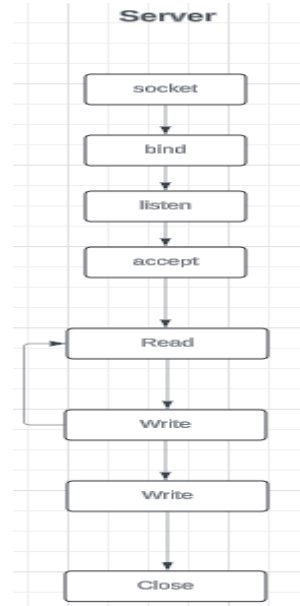 Server
socket
bind
listen
accept
Read
Write
Write
Close